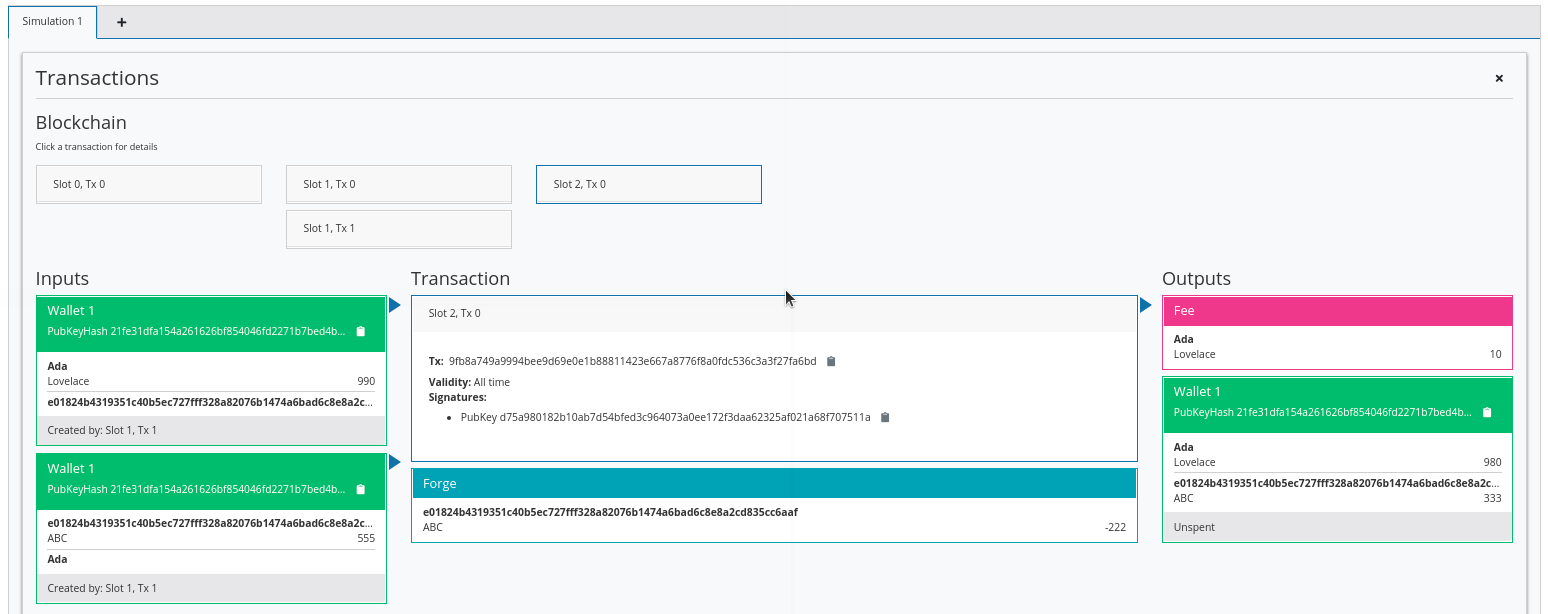 Simulation 1 +
Transactions
Blockchain
Click a transaction for details
Slot 0, Tx 0
Slot 1, Tx 0
Slot 2, Tx 0
Slot 1, Tx 1
Inputs
Wallet 1
PubKeyHash 21fe31dfa154a261626bf854046fd2271b7bed4b...
Ada
Lovelace 990
e01824b4319351c40b5ec727fff328a82076b1474a6bad6c8e8a2c...
Created by: Slot 1, Tx 1
Wallet 1
PubKeyHash 21fe31dfa154a261626bf854046fd2271b7bed4b...
e01824b4319351c40b5ec727fff328a82076b1474a6bad6c8e8a2c...
ABC 555
Ada
Created by: Slot 1, Tx 1
Transaction
Slot 2, Tx 0
Tx: 9fb8a749a9994bee9d69e0e1b88811423e667a8776f8a0fdc536c3a3f27fa6bd
Validity: All time
Signatures:
• PubKey d75a980182b10ab7d54bfed3c964073a0ee172f3daa62325af021a68f707511a
Forge
e01824b4319351c40b5ec727fff328a82076b1474a6bad6c8e8a2cd835cc6aaf
ABC -222
Outputs
Fee
Ada
Lovelace 10
Wallet 1
PubKeyHash 21fe31dfa154a261626bf854046fd2271b7bed4b...
Ada
Lovelace 980
e01824b4319351c40b5ec727fff328a82076b1474a6bad6c8e8a2c...
ABC 333
Unspent